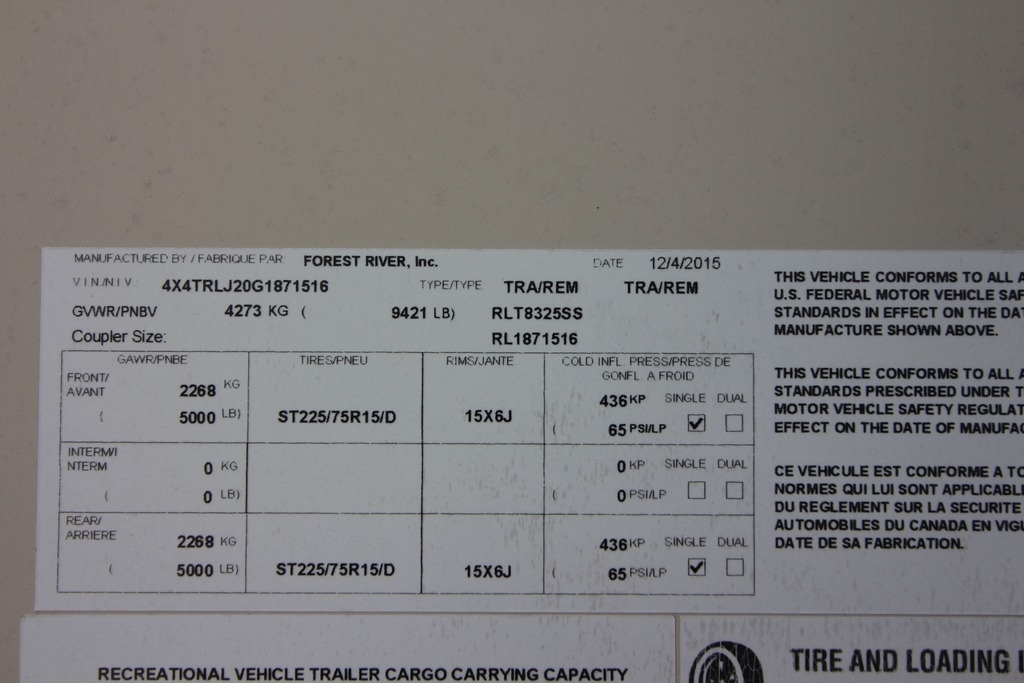 MANUFACTURED BY / FABRIQUE PAR: FOREST RIVER, Inc. DATE 12/4/2015
V I N./N I V.: 4X4TRLJ20G1871516 TYPE/TYPE TRA/REM TRA/REM
GVWR/PNBV 4273 KG ( 9421 LB) RLT8325SS
Coupler Size: RL1871516
GAWR/PNBE TIRES/PNEU RIMS/JANTE COLD INFL. PRESS/PRESS DE
GONFL. A FROID
FRONT/
AVANT 2268 KG 436 KP SINGLE DUAL
( 5000 LB) ST225/75R15/D 15X6J ( 65 PSI/LP
INTERM/I
NTERM 0 KG 0 KP SINGLE DUAL
( 0 LB) ( 0 PSI/LP
REAR/
ARRIERE 2268 KG 436 KP SINGLE DUAL
( 5000 LB) ST225/75R15/D 15X6J ( 65 PSI/LP
THIS VEHICLE CONFORMS TO ALL A
U.S. FEDERAL MOTOR VEHICLE SAF
STANDARDS IN EFFECT ON THE DAT
MANUFACTURE SHOWN ABOVE.
THIS VEHICLE CONFORMS TO ALL A
STANDARDS PRESCRIBED UNDER T
MOTOR VEHICLE SAFETY REGULAT
EFFECT ON THE DATE OF MANUFAC
CE VEHICULE EST CONFORME A TO
NORMES QUI LUI SONT APPLICABL
DU REGLEMENT SUR LA SECURITE
AUTOMOBILES DU CANADA EN VIGU
DATE DE SA FABRICATION.
RECREATIONAL VEHICLE TRAILER CARGO CARRYING CAPACITY
TIRE AND LOADING